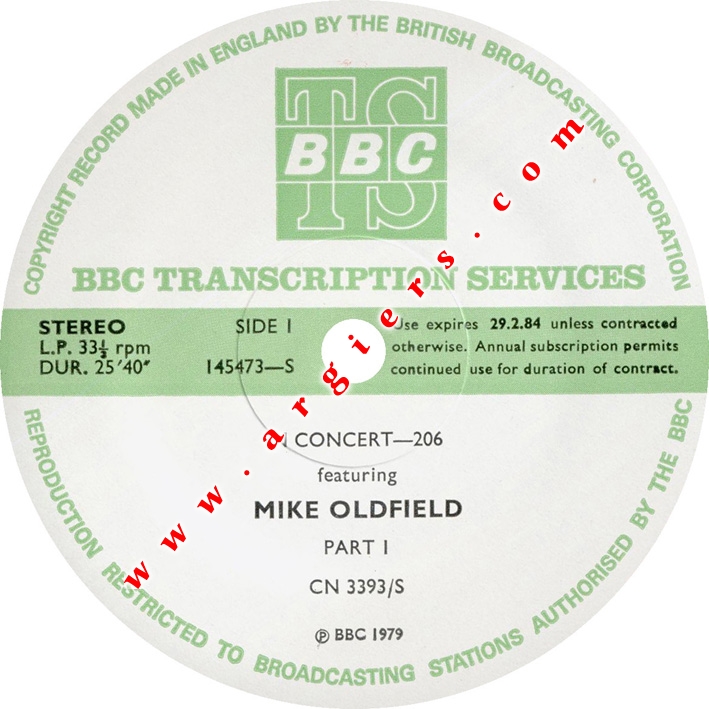 COPYRIGHT RECORD MADE IN ENGLAND BY THE BRITISH BROADCASTING CORPORATION
TS
BBC
BBC TRANSCRIPTION SERVICES
STEREO
L.P. 33⅓ rpm
DUR. 25′40″
SIDE 1
145473—S
Use expires 29.2.84 unless contracted
otherwise. Annual subscription permits
continued use for duration of contract.
CONCERT—206
featuring
MIKE OLDFIELD
PART 1
CN 3393/S
℗ BBC 1979
REPRODUCTION RESTRICTED TO BROADCASTING STATIONS AUTHORISED BY THE BBC
www.argiers.com